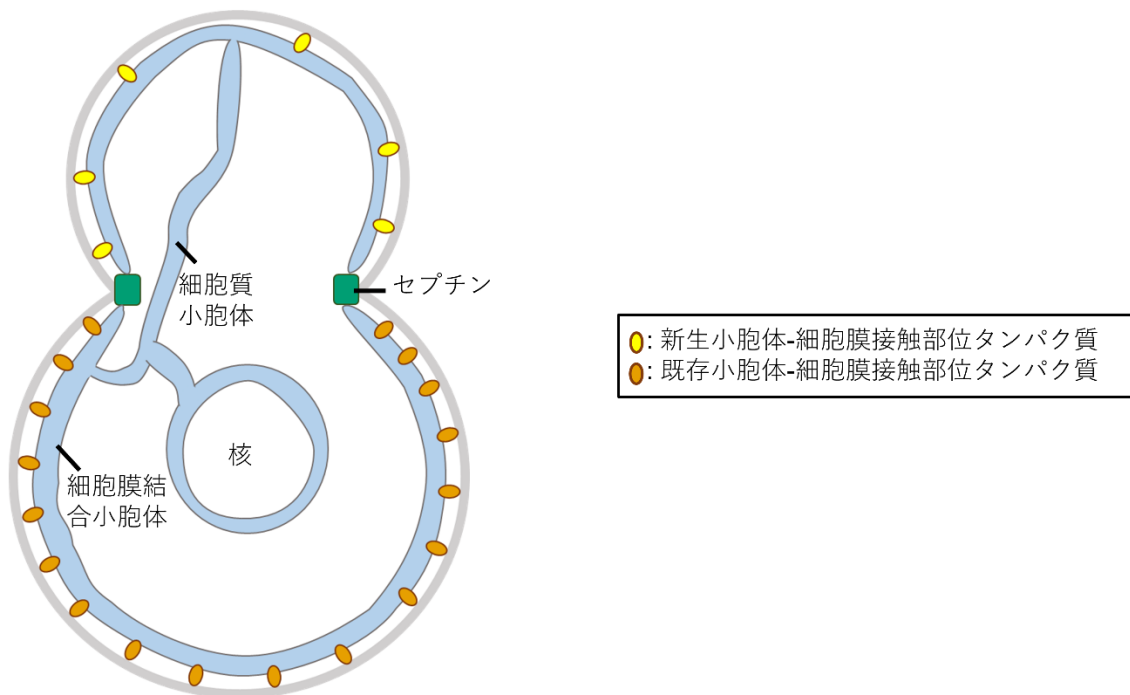 細胞質
小胞体
セプチン
: 新生小胞体-細胞膜接触部位タンパク質
: 既存小胞体-細胞膜接触部位タンパク質
核
細胞膜結
合小胞体